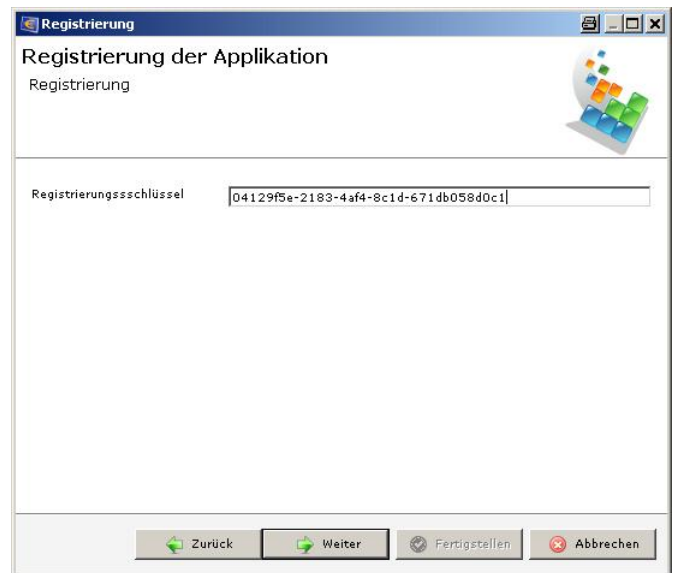 Registrierung
Registrierung der Applikation
Registrierung
Registrierungssschlüssel 04129f5e-2183-4af4-8c1d-671db058d0c1
Zurück Weiter Fertigstellen Abbrechen